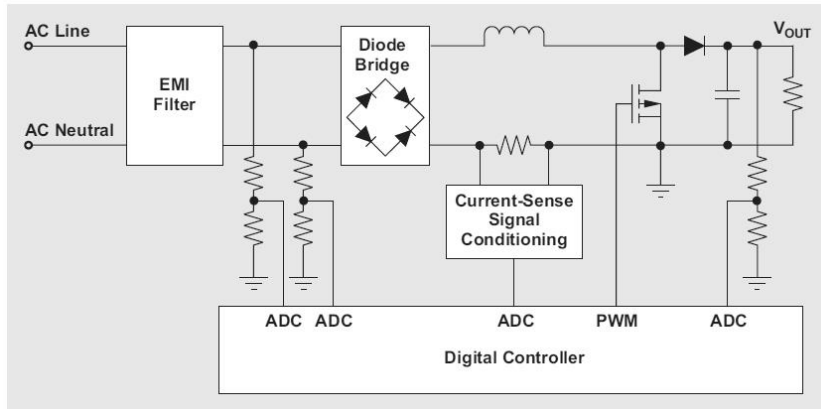 AC Line
AC Neutral
EMI
Filter
Diode
Bridge
V_OUT
Current-Sense
Signal
Conditioning
ADC ADC ADC PWM ADC
Digital Controller